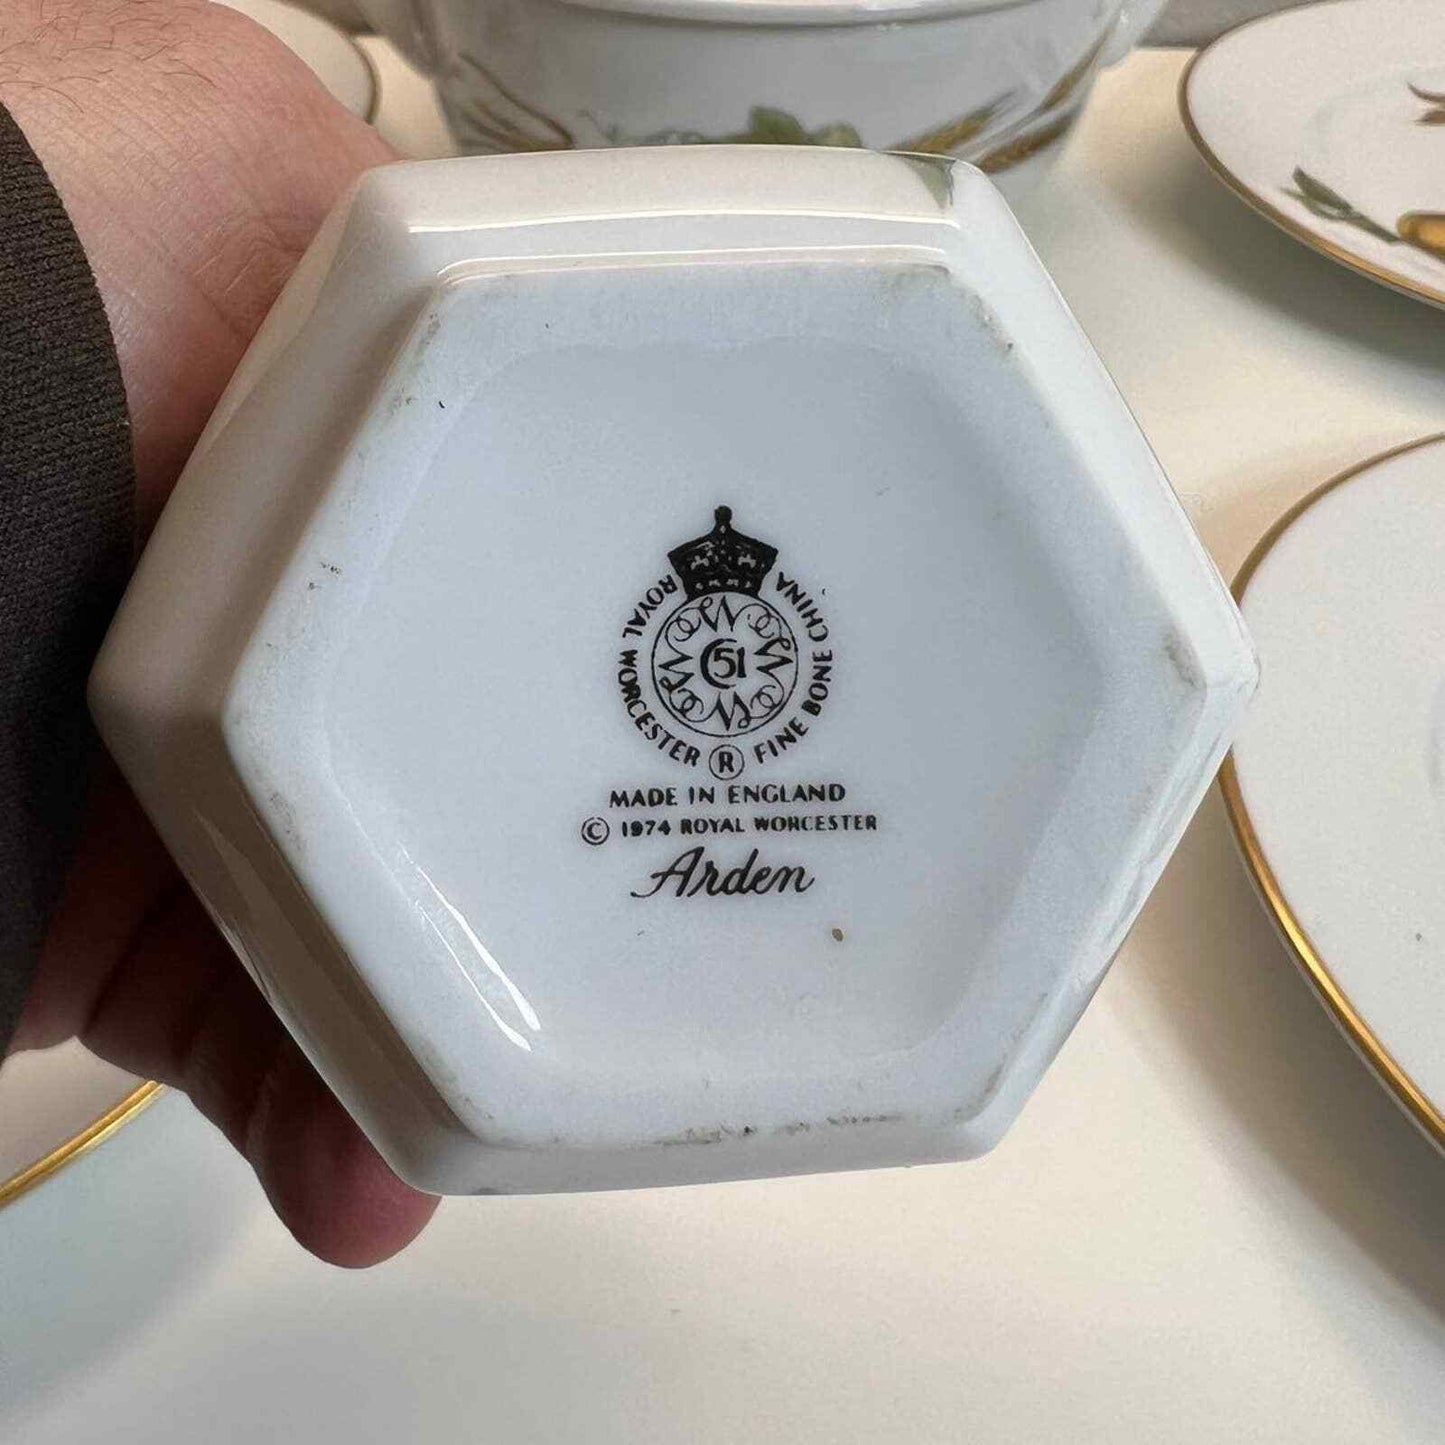 ROYAL WORCESTER ® FINE BONE CHINA
51
MADE IN ENGLAND
© 1974 ROYAL WORCESTER
Arden